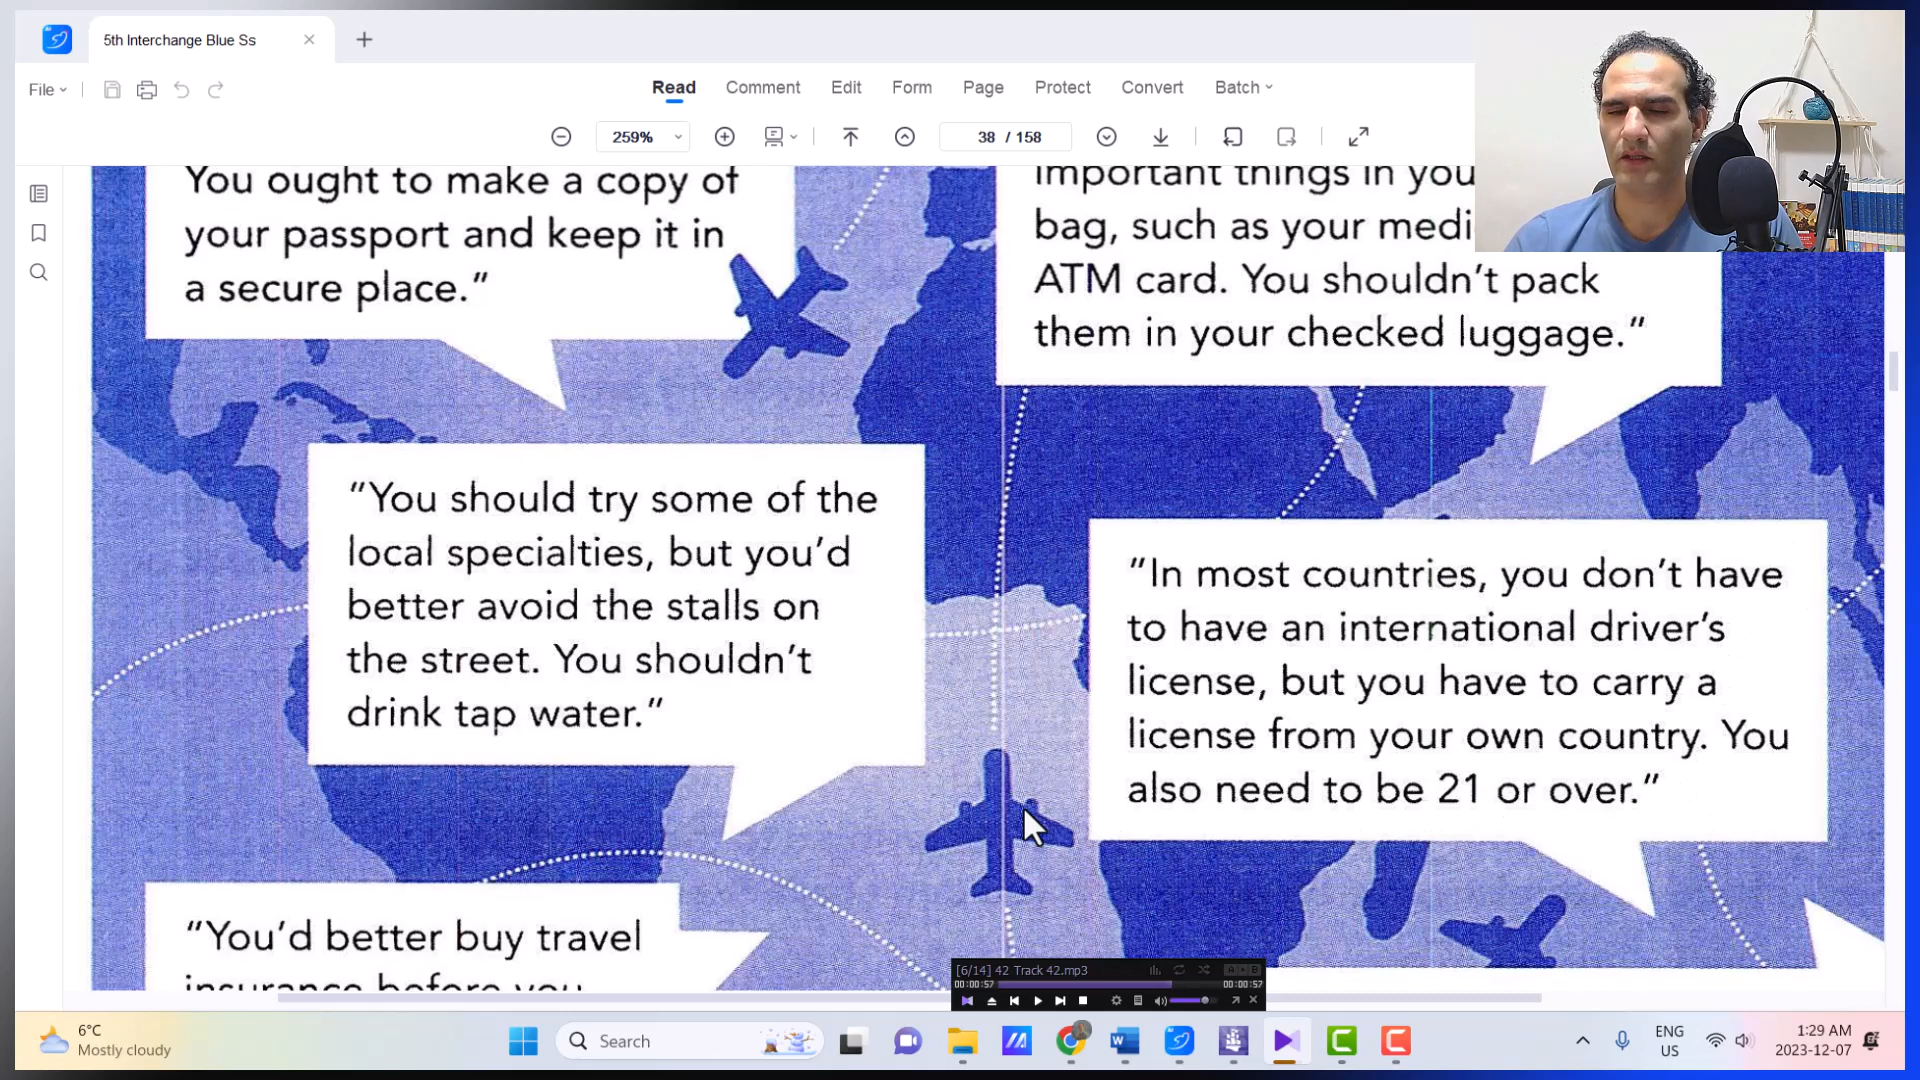 5th Interchange Blue Ss
File
Read Comment Edit Form Page Protect Convert Batch
259%
38 / 158
You ought to make a copy of
your passport and keep it in
a secure place.”
important things in
bag, such as your
ATM card. You shouldn’t pack
them in your checked luggage.”
“You should try some of the
local specialties, but you’d
better avoid the stalls on
the street. You shouldn’t
drink tap water.”
“In most countries, you don’t have
to have an international driver’s
license, but you have to carry a
license from your own country. You
also need to be 21 or over.”
“You’d better buy travel
insurance before you
[6/14] 42 Track 42.mp3
00:00:57
00:00:57
6°C
Mostly cloudy
Search
ENG
US
1:29 AM
2023-12-07